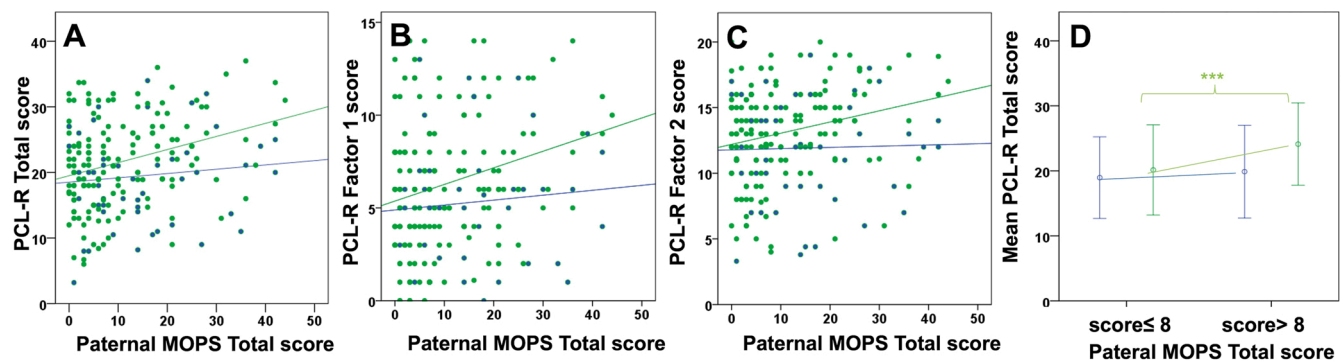 A
PCL-R Total score
40
30
20
10
0
0 10 20 30 40 50
Paternal MOPS Total score
B
PCL-R Factor 1 score
15
10
5
0
0 10 20 30 40 50
Paternal MOPS Total score
C
PCL-R Factor 2 score
20
15
10
5
0
0 10 20 30 40 50
Paternal MOPS Total score
D
Mean PCL-R Total score
40
30
20
10
0
***
score≤ 8 score> 8
Pateral MOPS Total score